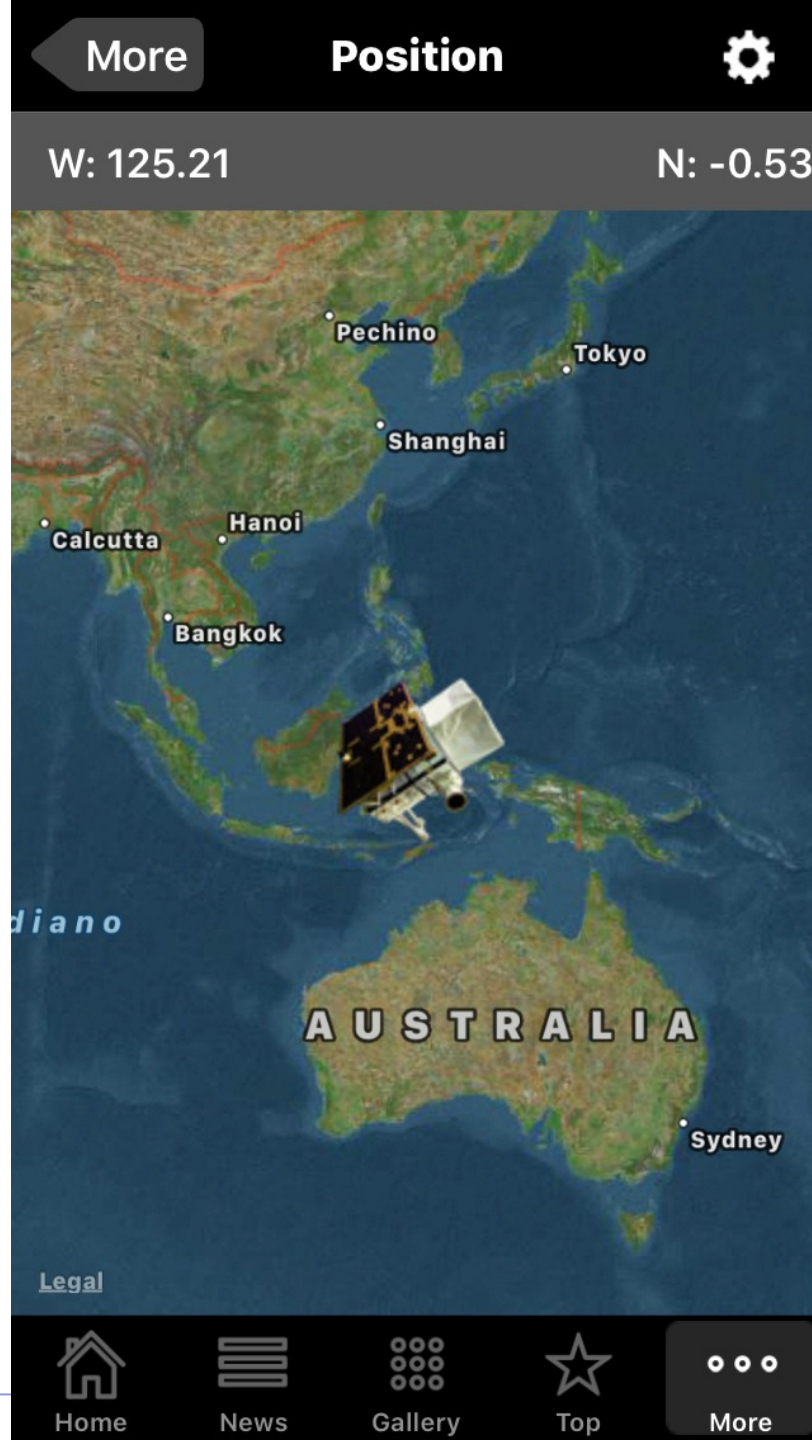 More
Position
W: 125.21
N: -0.53
Pechino
Tokyo
Shanghai
Hanoi
Calcutta
Bangkok
diano
AUSTRALIA
Sydney
Legal
Home
News
Gallery
Top
More